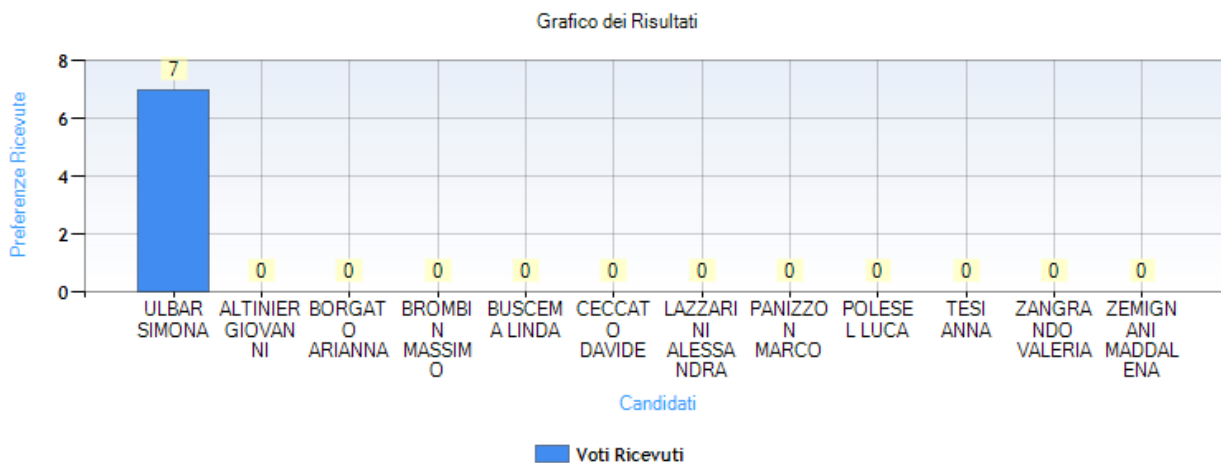 Grafico dei Risultati
Preferenze Ricevute
8
6
4
2
0
7
0 0 0 0 0 0 0 0 0 0 0
ULBAR
SIMONA
ALTINIER
GIOVAN
NI
BORGAT
O
ARIANNA
BROMBI
N
MASSIM
O
BUSCEM
A LINDA
CECCAT
O
DAVIDE
LAZZARI
NI
ALESSA
NDRA
PANIZZO
N
MARCO
POLESE
L LUCA
TESI
ANNA
ZANGRA
NDO
VALERIA
ZEMIGN
ANI
MADDAL
ENA
Candidati
Voti Ricevuti